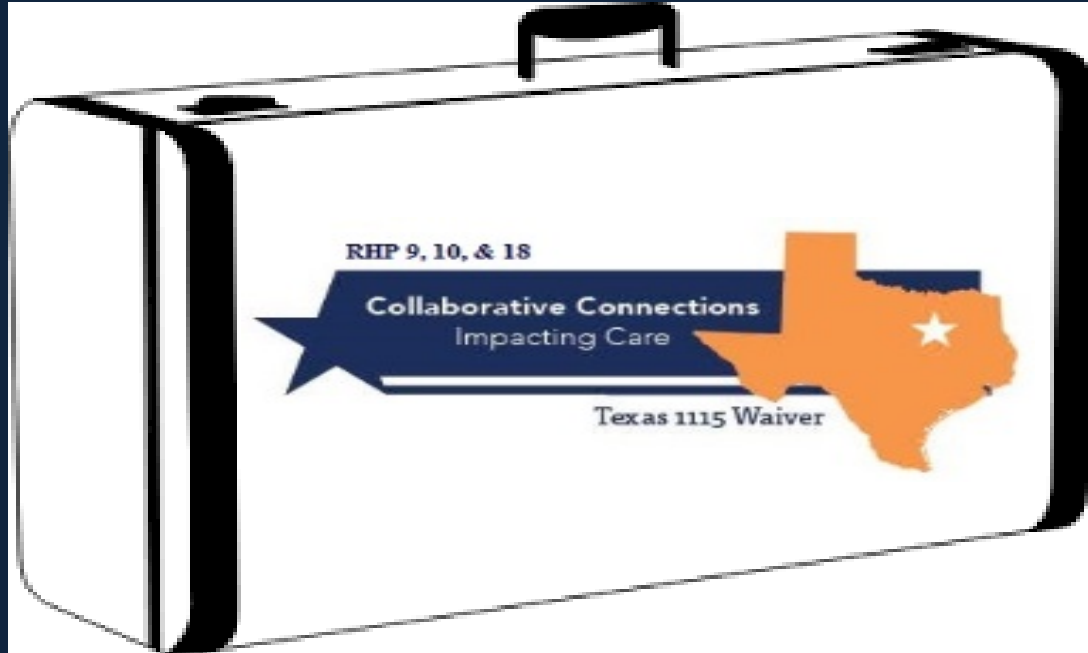 RHP 9, 10, & 18
Collaborative Connections
Impacting Care
Texas 1115 Waiver